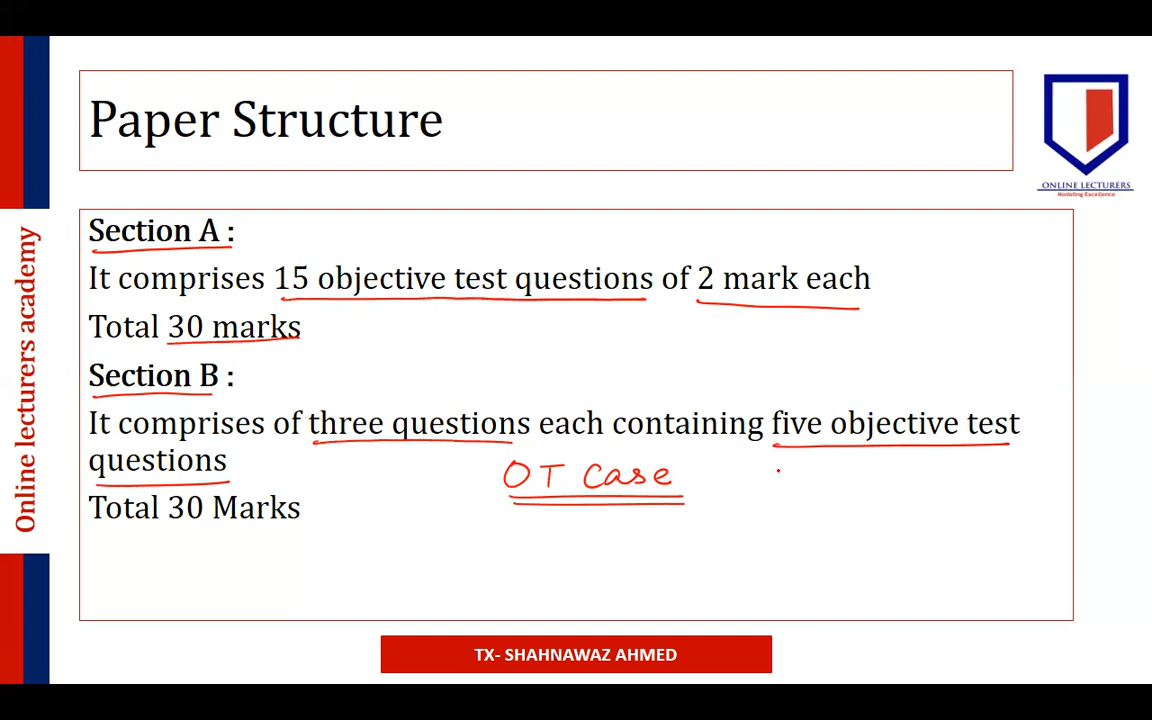 Paper Structure
ONLINE LECTURERS
Modeling Excellence
Online lecturers academy
Section A :
It comprises 15 objective test questions of 2 mark each
Total 30 marks
Section B :
It comprises of three questions each containing five objective test
questions
OT Case
Total 30 Marks
TX- SHAHNAWAZ AHMED